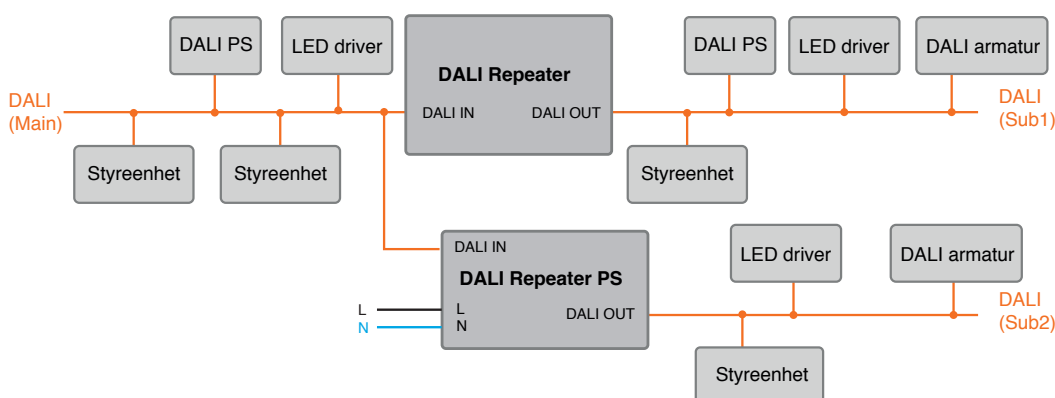 DALI PS
LED driver
DALI Repeater
DALI PS
LED driver
DALI armatur
DALI
(Main)
DALI IN
DALI OUT
DALI
(Sub1)
Styreenhet
Styreenhet
Styreenhet
DALI IN
DALI Repeater PS
LED driver
DALI armatur
L
L
DALI OUT
N
N
DALI
(Sub2)
Styreenhet